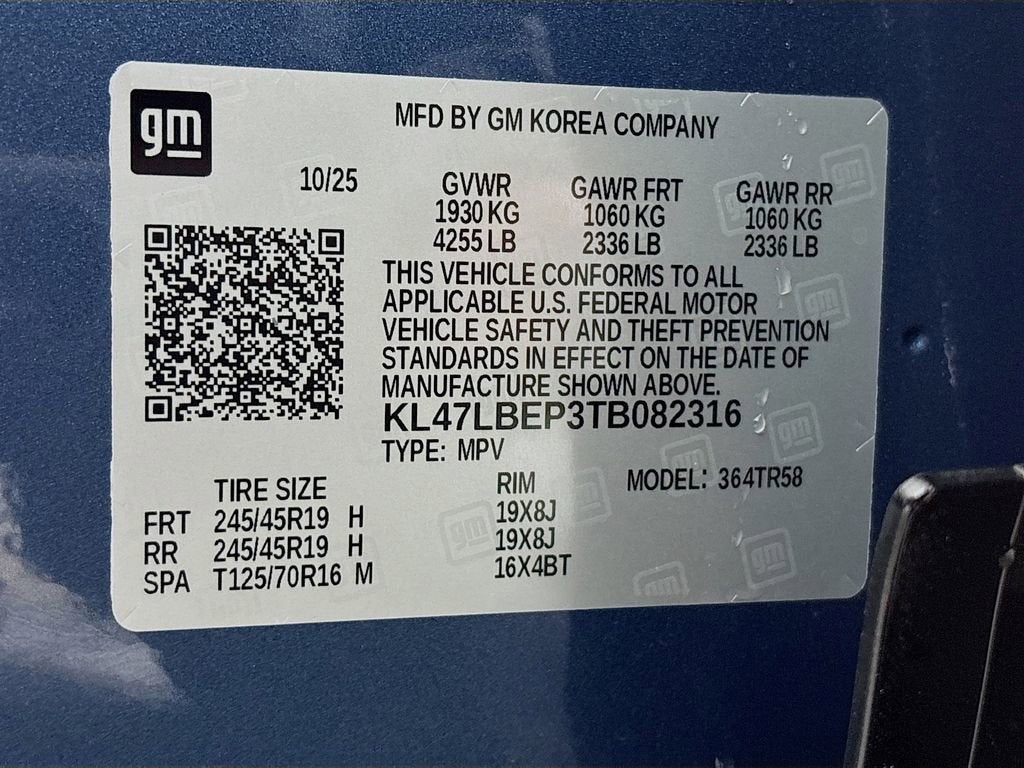 gm
MFD BY GM KOREA COMPANY
10/25
GVWR GAWR FRT GAWR RR
1930 KG 1060 KG 1060 KG
4255 LB 2336 LB 2336 LB
THIS VEHICLE CONFORMS TO ALL
APPLICABLE U.S. FEDERAL MOTOR
VEHICLE SAFETY AND THEFT PREVENTION
STANDARDS IN EFFECT ON THE DATE OF
MANUFACTURE SHOWN ABOVE.
KL47LBEP3TB082316
TYPE: MPV
TIRE SIZE RIM MODEL: 364TR58
FRT 245/45R19 H 19X8J
RR 245/45R19 H 19X8J
SPA T125/70R16 M 16X4BT